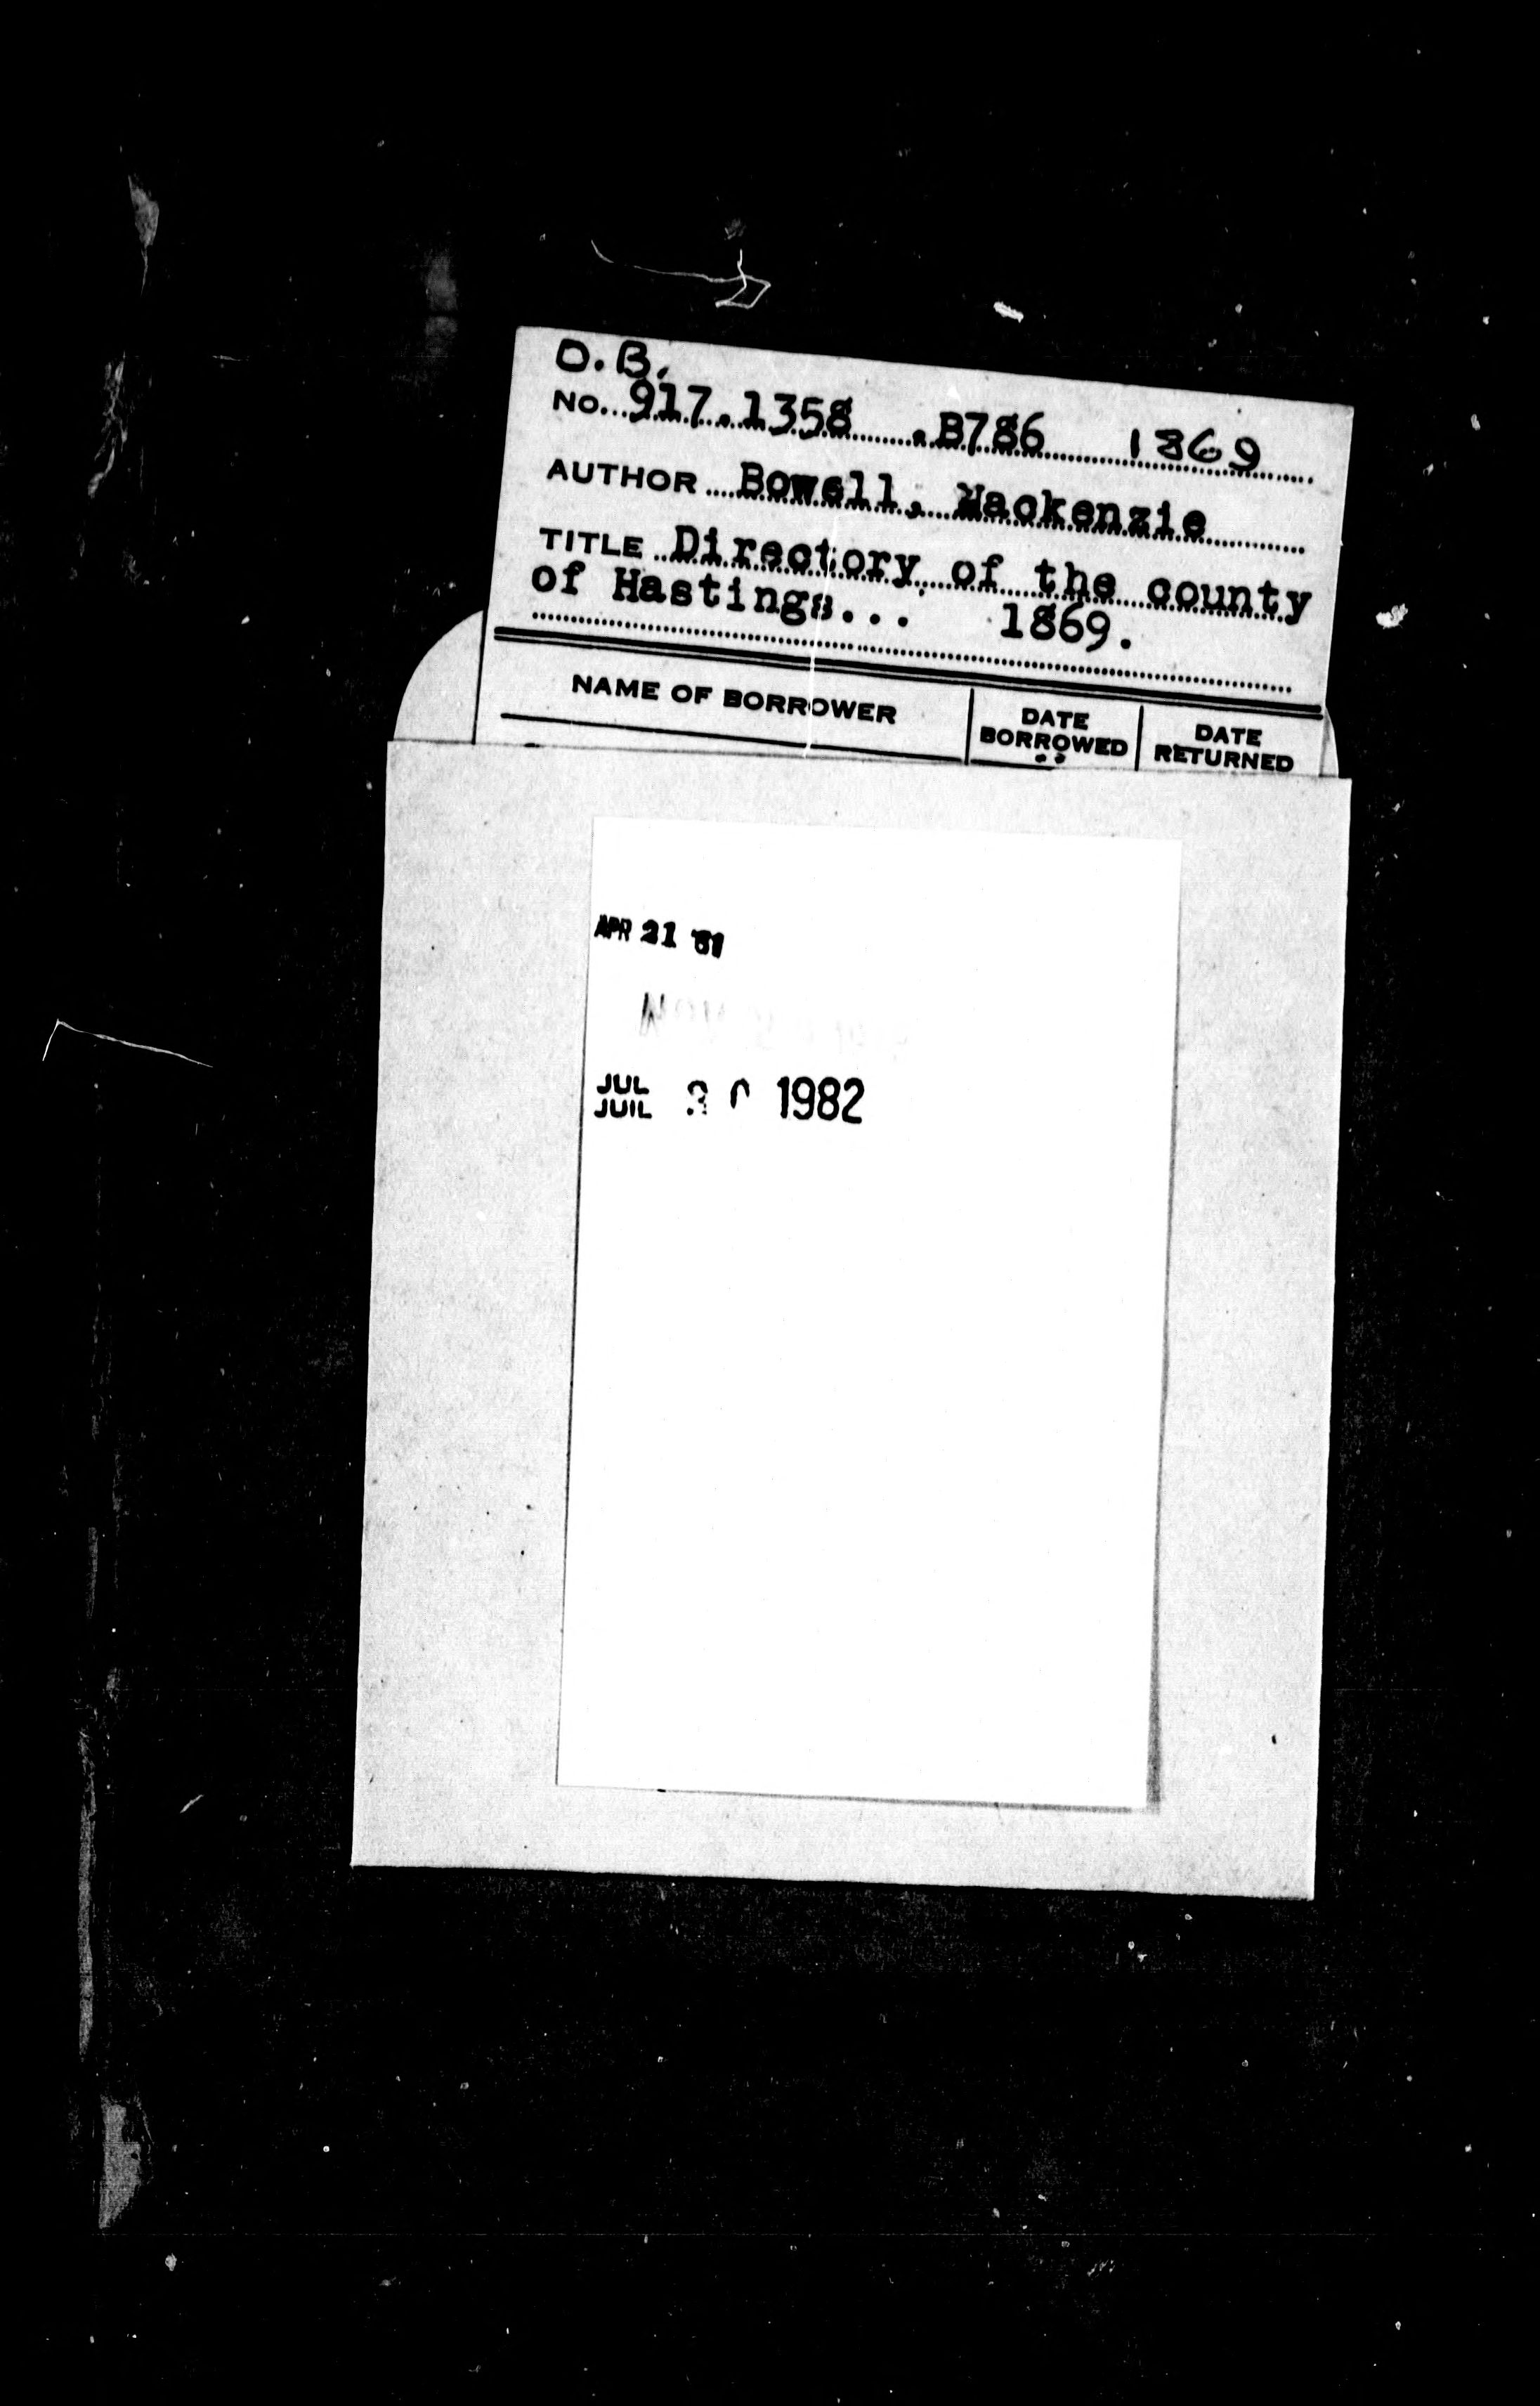 O.B.
No...917.1358 .B786 1869
AUTHOR Bowell, Mackenzie
TITLE Directory of the county
of Hastings... 1869.
NAME OF BORROWER DATE BORROWED DATE RETURNED
APR 21
JUL
JUIL 30 1982